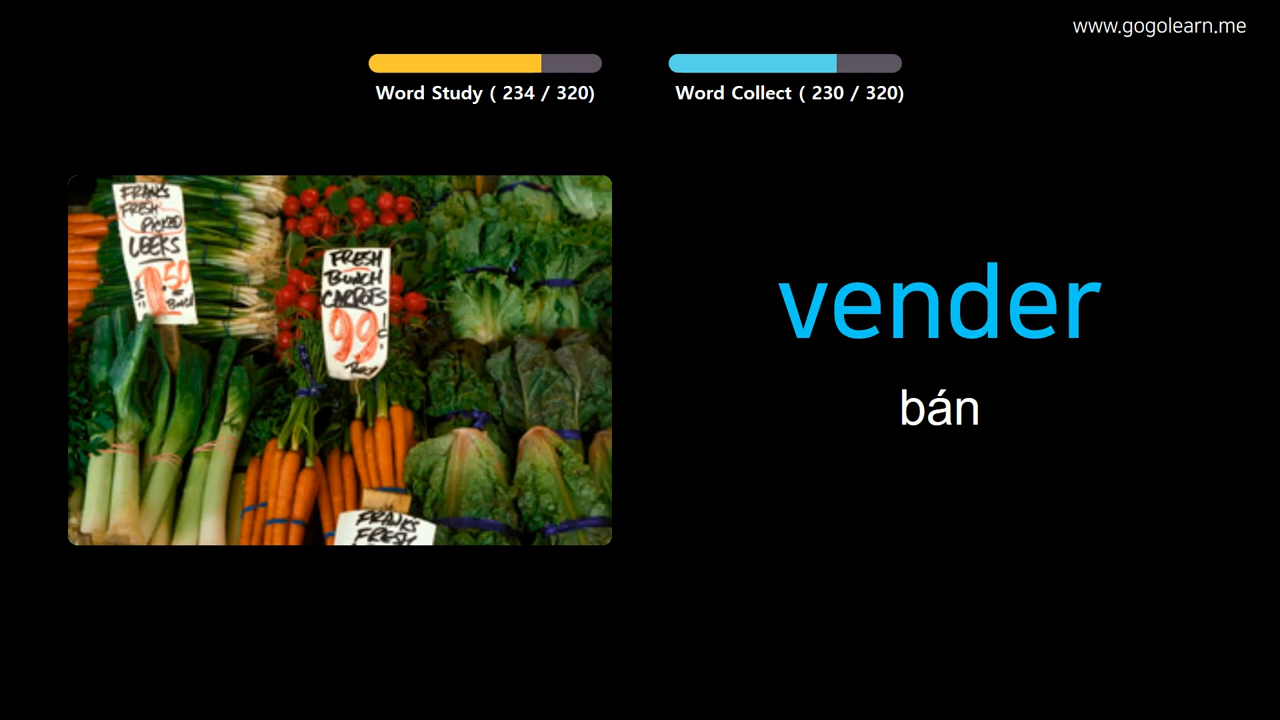 www.gogolearn.me
Word Study ( 234 / 320)
Word Collect ( 230 / 320)
FRANK'S
FRESH
PICKED
LEEKS
FRESH
BUNCH
CARROTS
99
vender
bán
FRANK'S
FRESH